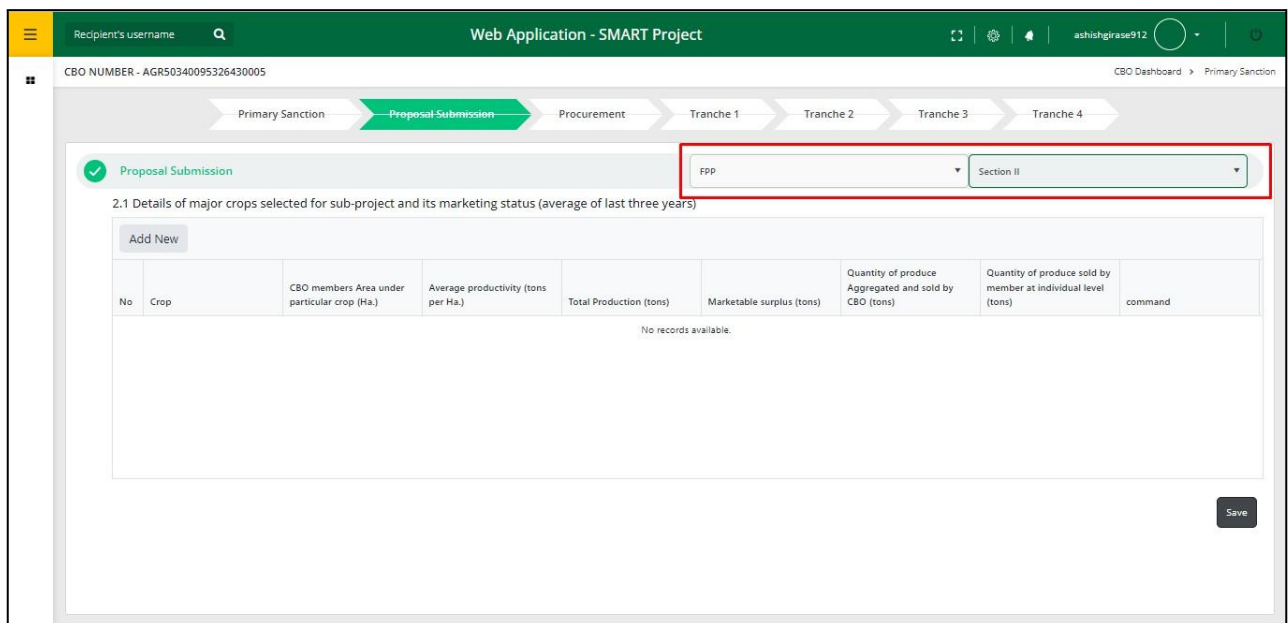 Recipient's username
Web Application - SMART Project
ashishgirase912
CBO NUMBER - AGR50340095326430005
CBO Dashboard > Primary Sanction
Primary Sanction
Proposal Submission
Procurement
Tranche 1
Tranche 2
Tranche 3
Tranche 4
Proposal Submission
FPP
Section II
2.1 Details of major crops selected for sub-project and its marketing status (average of last three years)
Add New
No
Crop
CBO members Area under
particular crop (Ha.)
Average productivity (tons
per Ha.)
Total Production (tons)
Marketable surplus (tons)
Quantity of produce
Aggregated and sold by
CBO (tons)
Quantity of produce sold by
member at individual level
(tons)
command
No records available.
Save